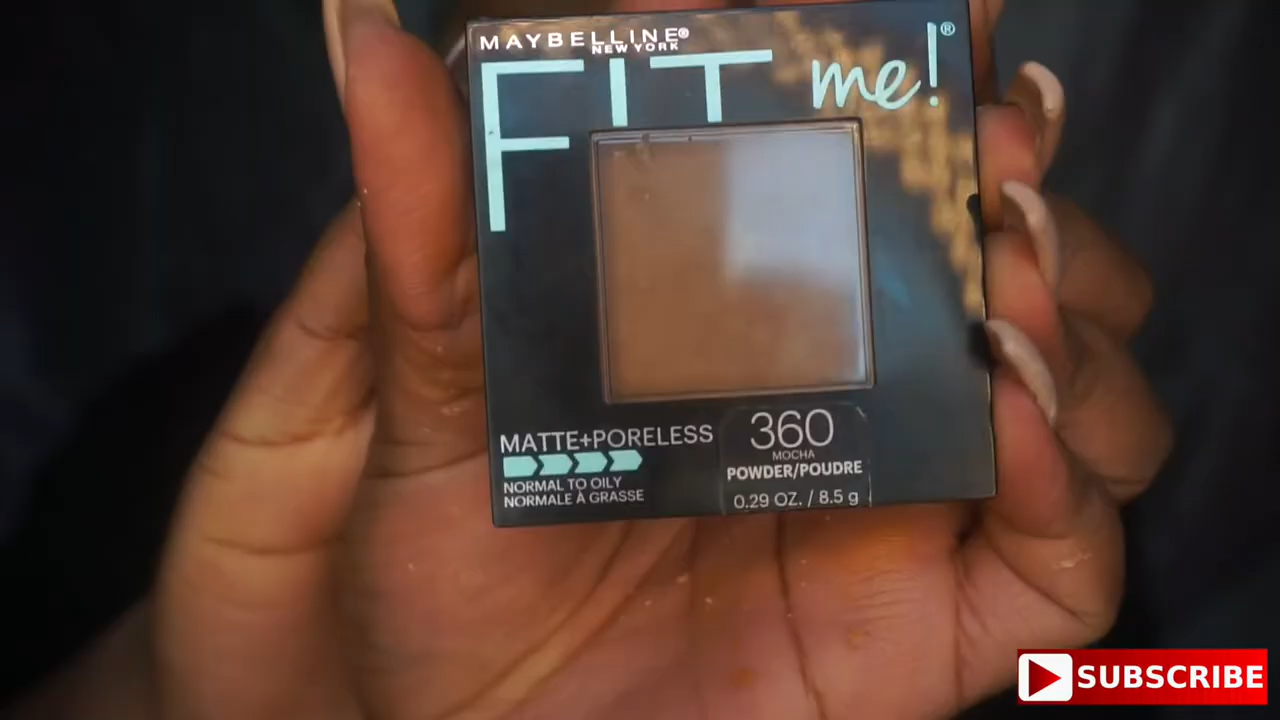 MAYBELLINE®
NEW YORK
FIT me!®
MATTE+PORELESS
NORMAL TO OILY
NORMALE À GRASSE
360
MOCHA
POWDER/POUDRE
0.29 OZ. / 8.5 g
SUBSCRIBE